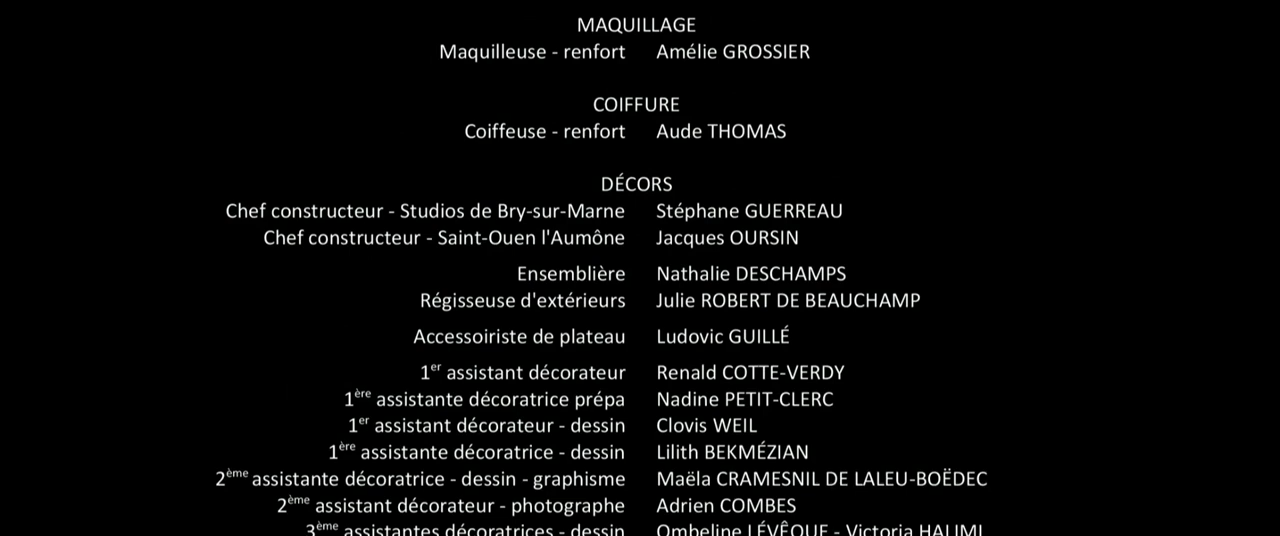 MAQUILLAGE
Maquilleuse - renfort Amélie GROSSIER
COIFFURE
Coiffeuse - renfort Aude THOMAS
DÉCORS
Chef constructeur - Studios de Bry-sur-Marne Stéphane GUERREAU
Chef constructeur - Saint-Ouen l'Aumône Jacques OURSIN
Ensemblière Nathalie DESCHAMPS
Régisseuse d'extérieurs Julie ROBERT DE BEAUCHAMP
Accessoiriste de plateau Ludovic GUILLÉ
1er assistant décorateur Renald COTTE-VERDY
1ère assistante décoratrice prépa Nadine PETIT-CLERC
1er assistant décorateur - dessin Clovis WEIL
1ère assistante décoratrice - dessin Lilith BEKMÉZIAN
2ème assistante décoratrice - dessin - graphisme Maëla CRAMESNIL DE LALEU-BOËDEC
2ème assistant décorateur - photographe Adrien COMBES
3ème assistantes décoratrices - dessin Ombeline LÉVÊQUE - Victoria HALIMI